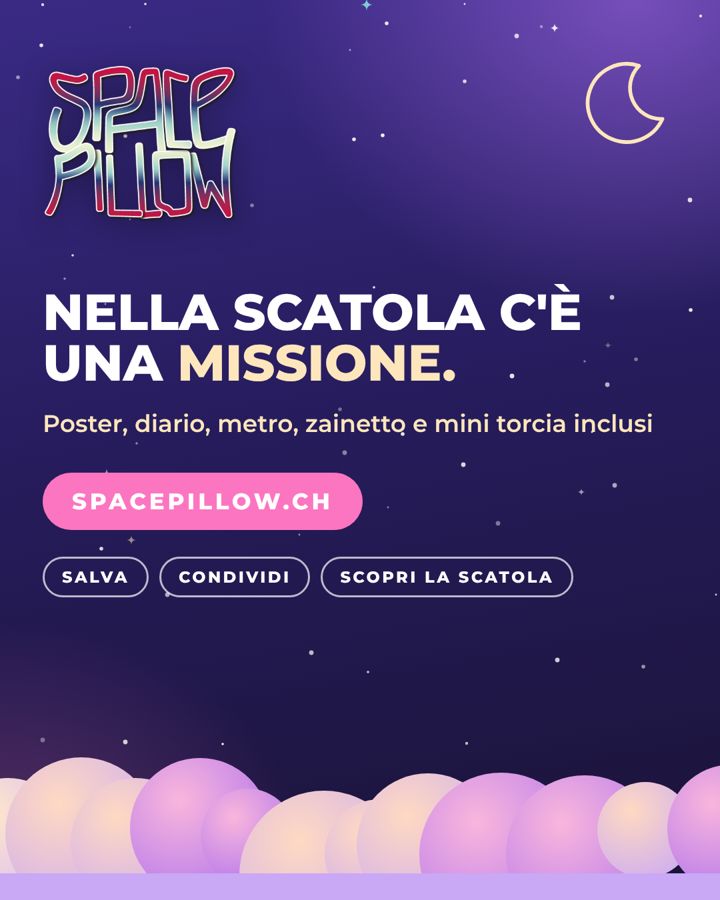 SPACE
PILLOW
NELLA SCATOLA C'È
UNA MISSIONE.
Poster, diario, metro, zainetto e mini torcia inclusi
SPACEPILLOW.CH
SALVA CONDIVIDI SCOPRI LA SCATOLA